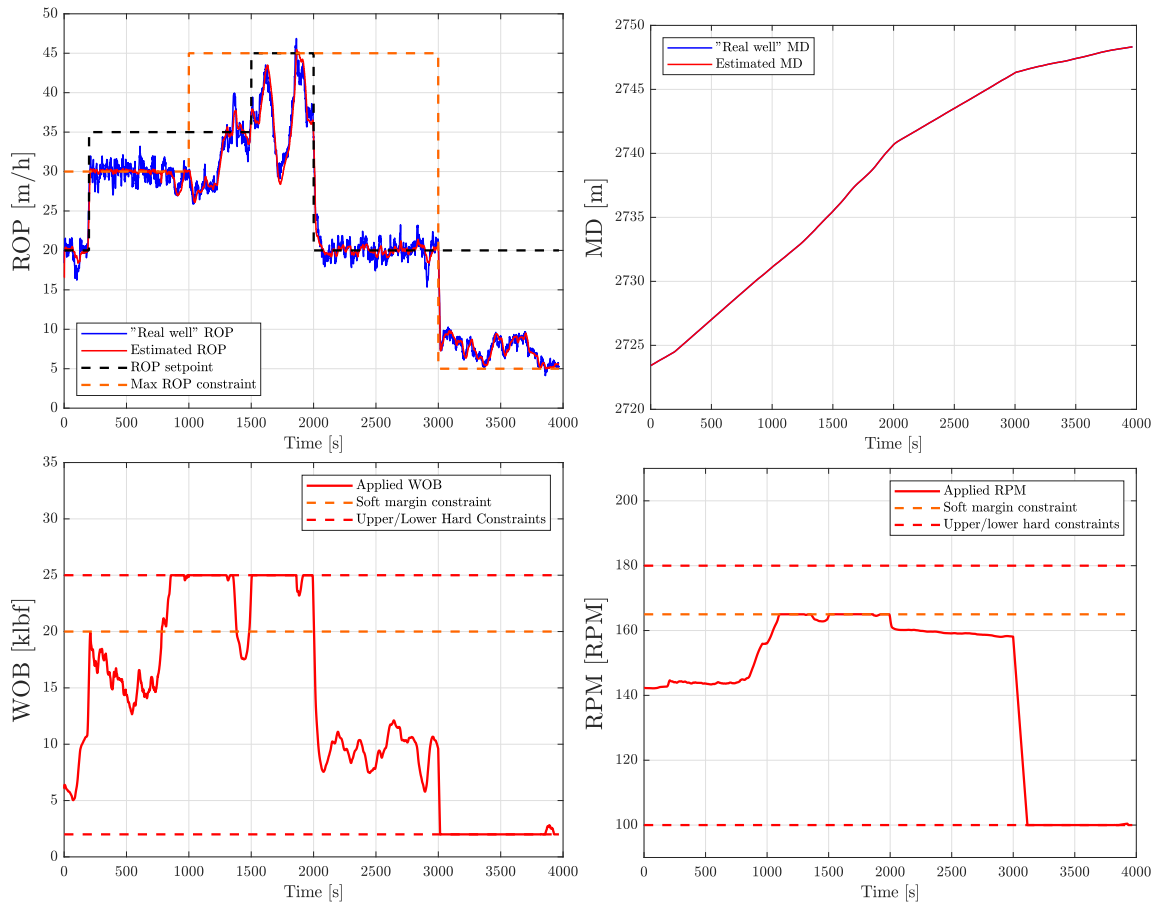 50
45
40
35
30
25
20
15
10
5
0
ROP [m/h]
"Real well" ROP
Estimated ROP
ROP setpoint
Max ROP constraint
0 500 1000 1500 2000 2500 3000 3500 4000
Time [s]
2750
2745
2740
2735
2730
2725
2720
MD [m]
"Real well" MD
Estimated MD
0 500 1000 1500 2000 2500 3000 3500 4000
Time [s]
35
30
25
20
15
10
5
0
WOB [klbf]
Applied WOB
Soft margin constraint
Upper/Lower Hard Constraints
0 500 1000 1500 2000 2500 3000 3500 4000
Time [s]
200
180
160
140
120
100
RPM [RPM]
Applied RPM
Soft margin constraint
Upper/lower hard constraints
0 500 1000 1500 2000 2500 3000 3500 4000
Time [s]